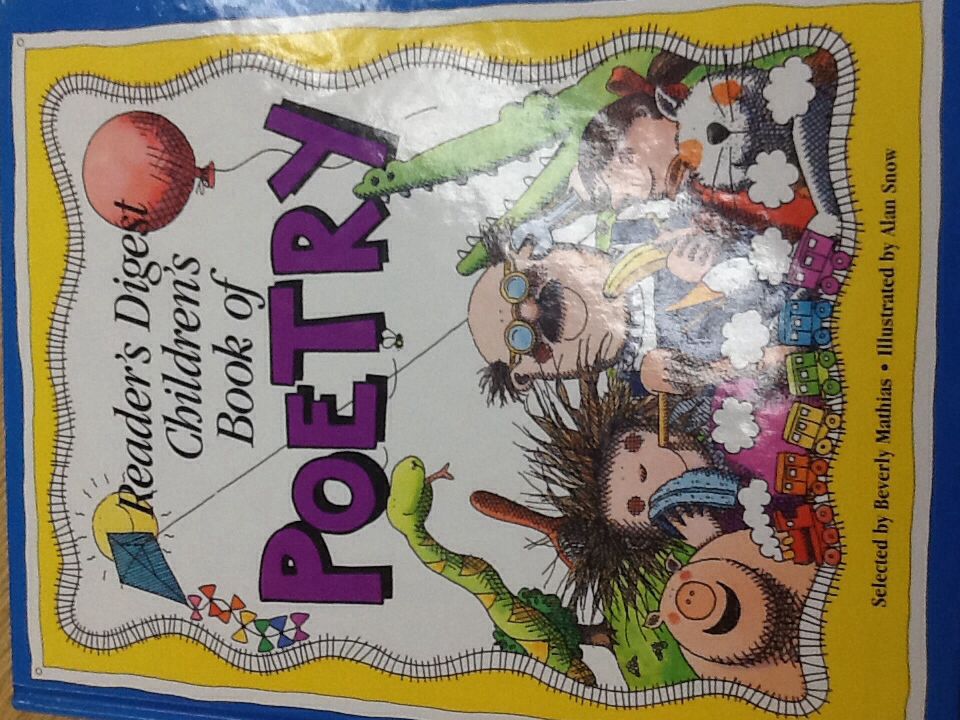 Reader's Digest
Children's
Book of
POETRY
Selected by Beverly Mathias • Illustrated by Alan Snow